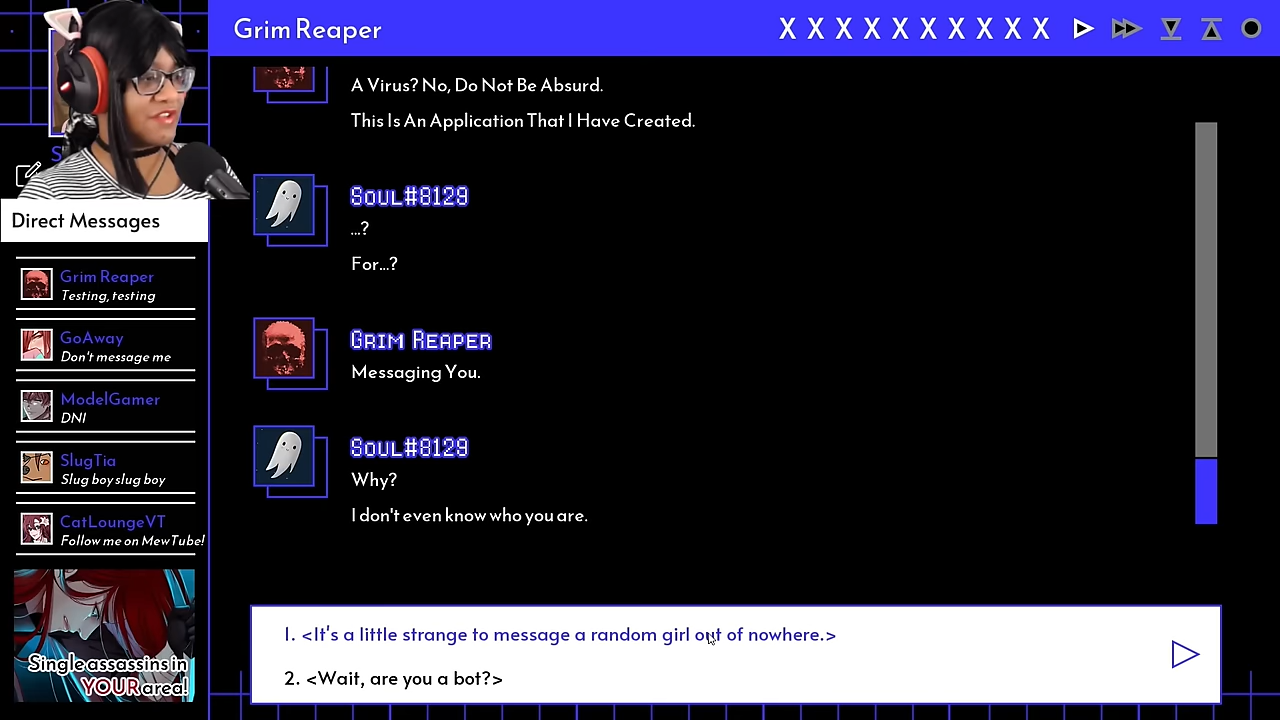 Grim Reaper
X X X X X X X X X X
A Virus? No, Do Not Be Absurd.
This Is An Application That I Have Created.
Soul#8129
...?
For...?
Grim Reaper
Messaging You.
Soul#8129
Why?
I don't even know who you are.
1. <It's a little strange to message a random girl out of nowhere.>
2. <Wait, are you a bot?>
S
Direct Messages
Grim Reaper
Testing, testing
GoAway
Don't message me
ModelGamer
DNI
SlugTia
Slug boy slug boy
CatLoungeVT
Follow me on MewTube!
Single assassins in
YOUR area!